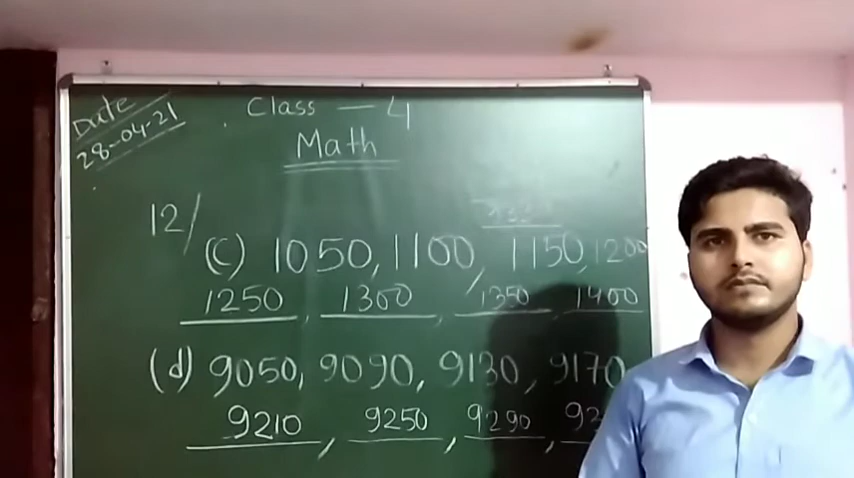 Date
28-04-21
Class — 4
Math
12/
(c) 1050, 1100, 1150, 1200
1250, 1300, 1350, 1400
(d) 9050, 9090, 9130, 9170
9210, 9250, 9290,